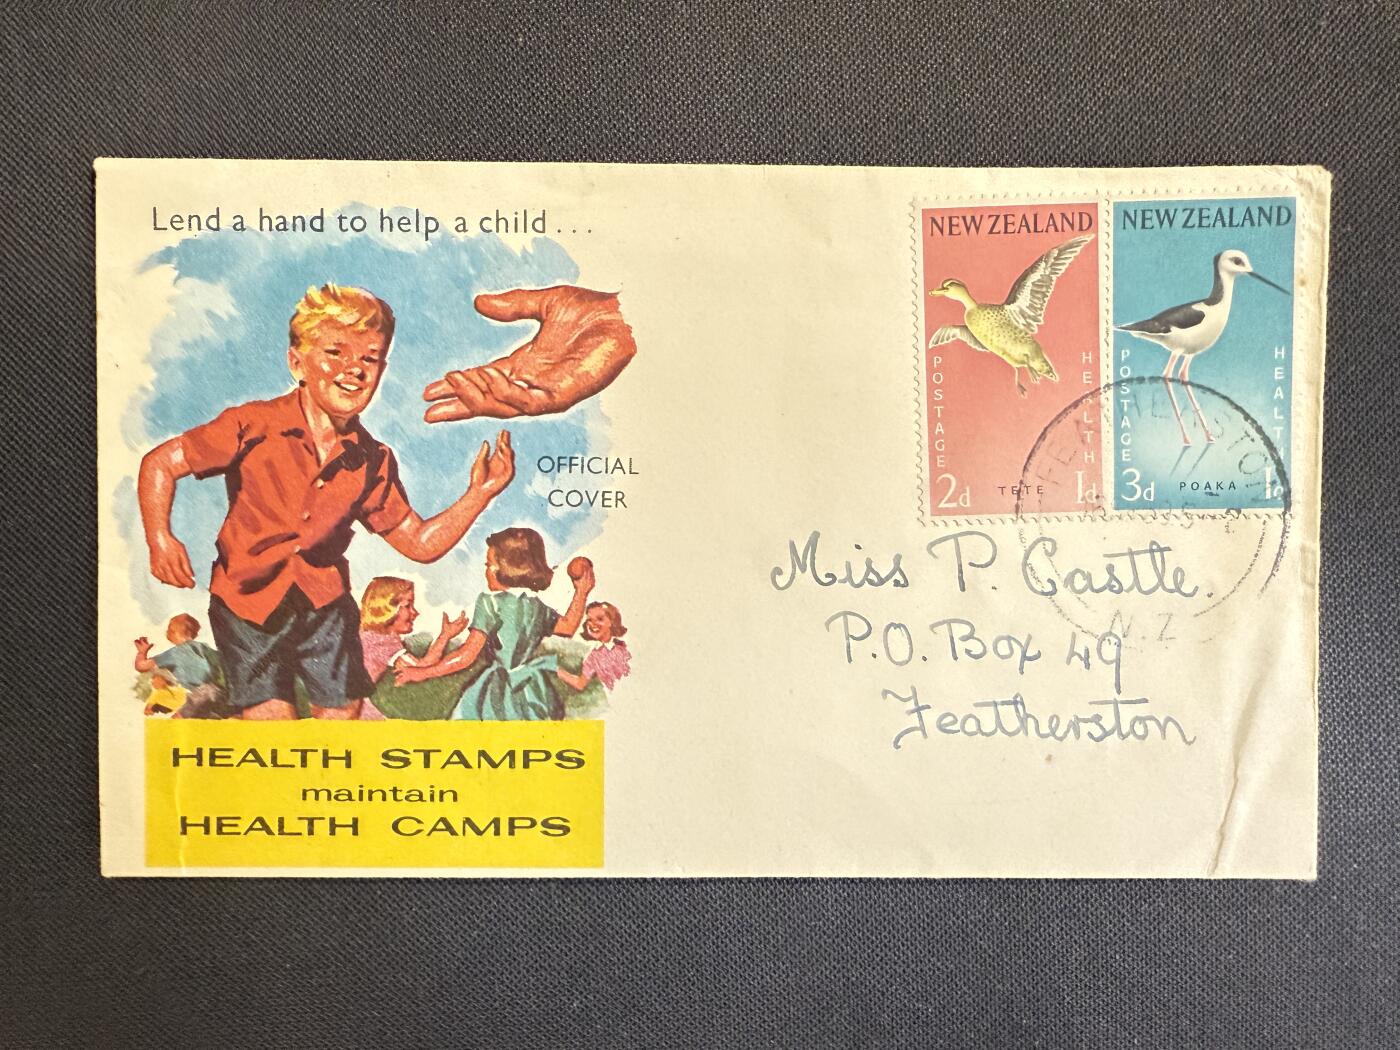 Lend a hand to help a child...
OFFICIAL
COVER
HEALTH STAMPS
maintain
HEALTH CAMPS
NEW ZEALAND
POSTAGE
HEALTH
2d
TETE
1d
NEW ZEALAND
POSTAGE
HEALTH
3d
POAKA
1d
FEATHERSTON
N.Z
Miss P. Castle.
P.O. Box 49
Featherston